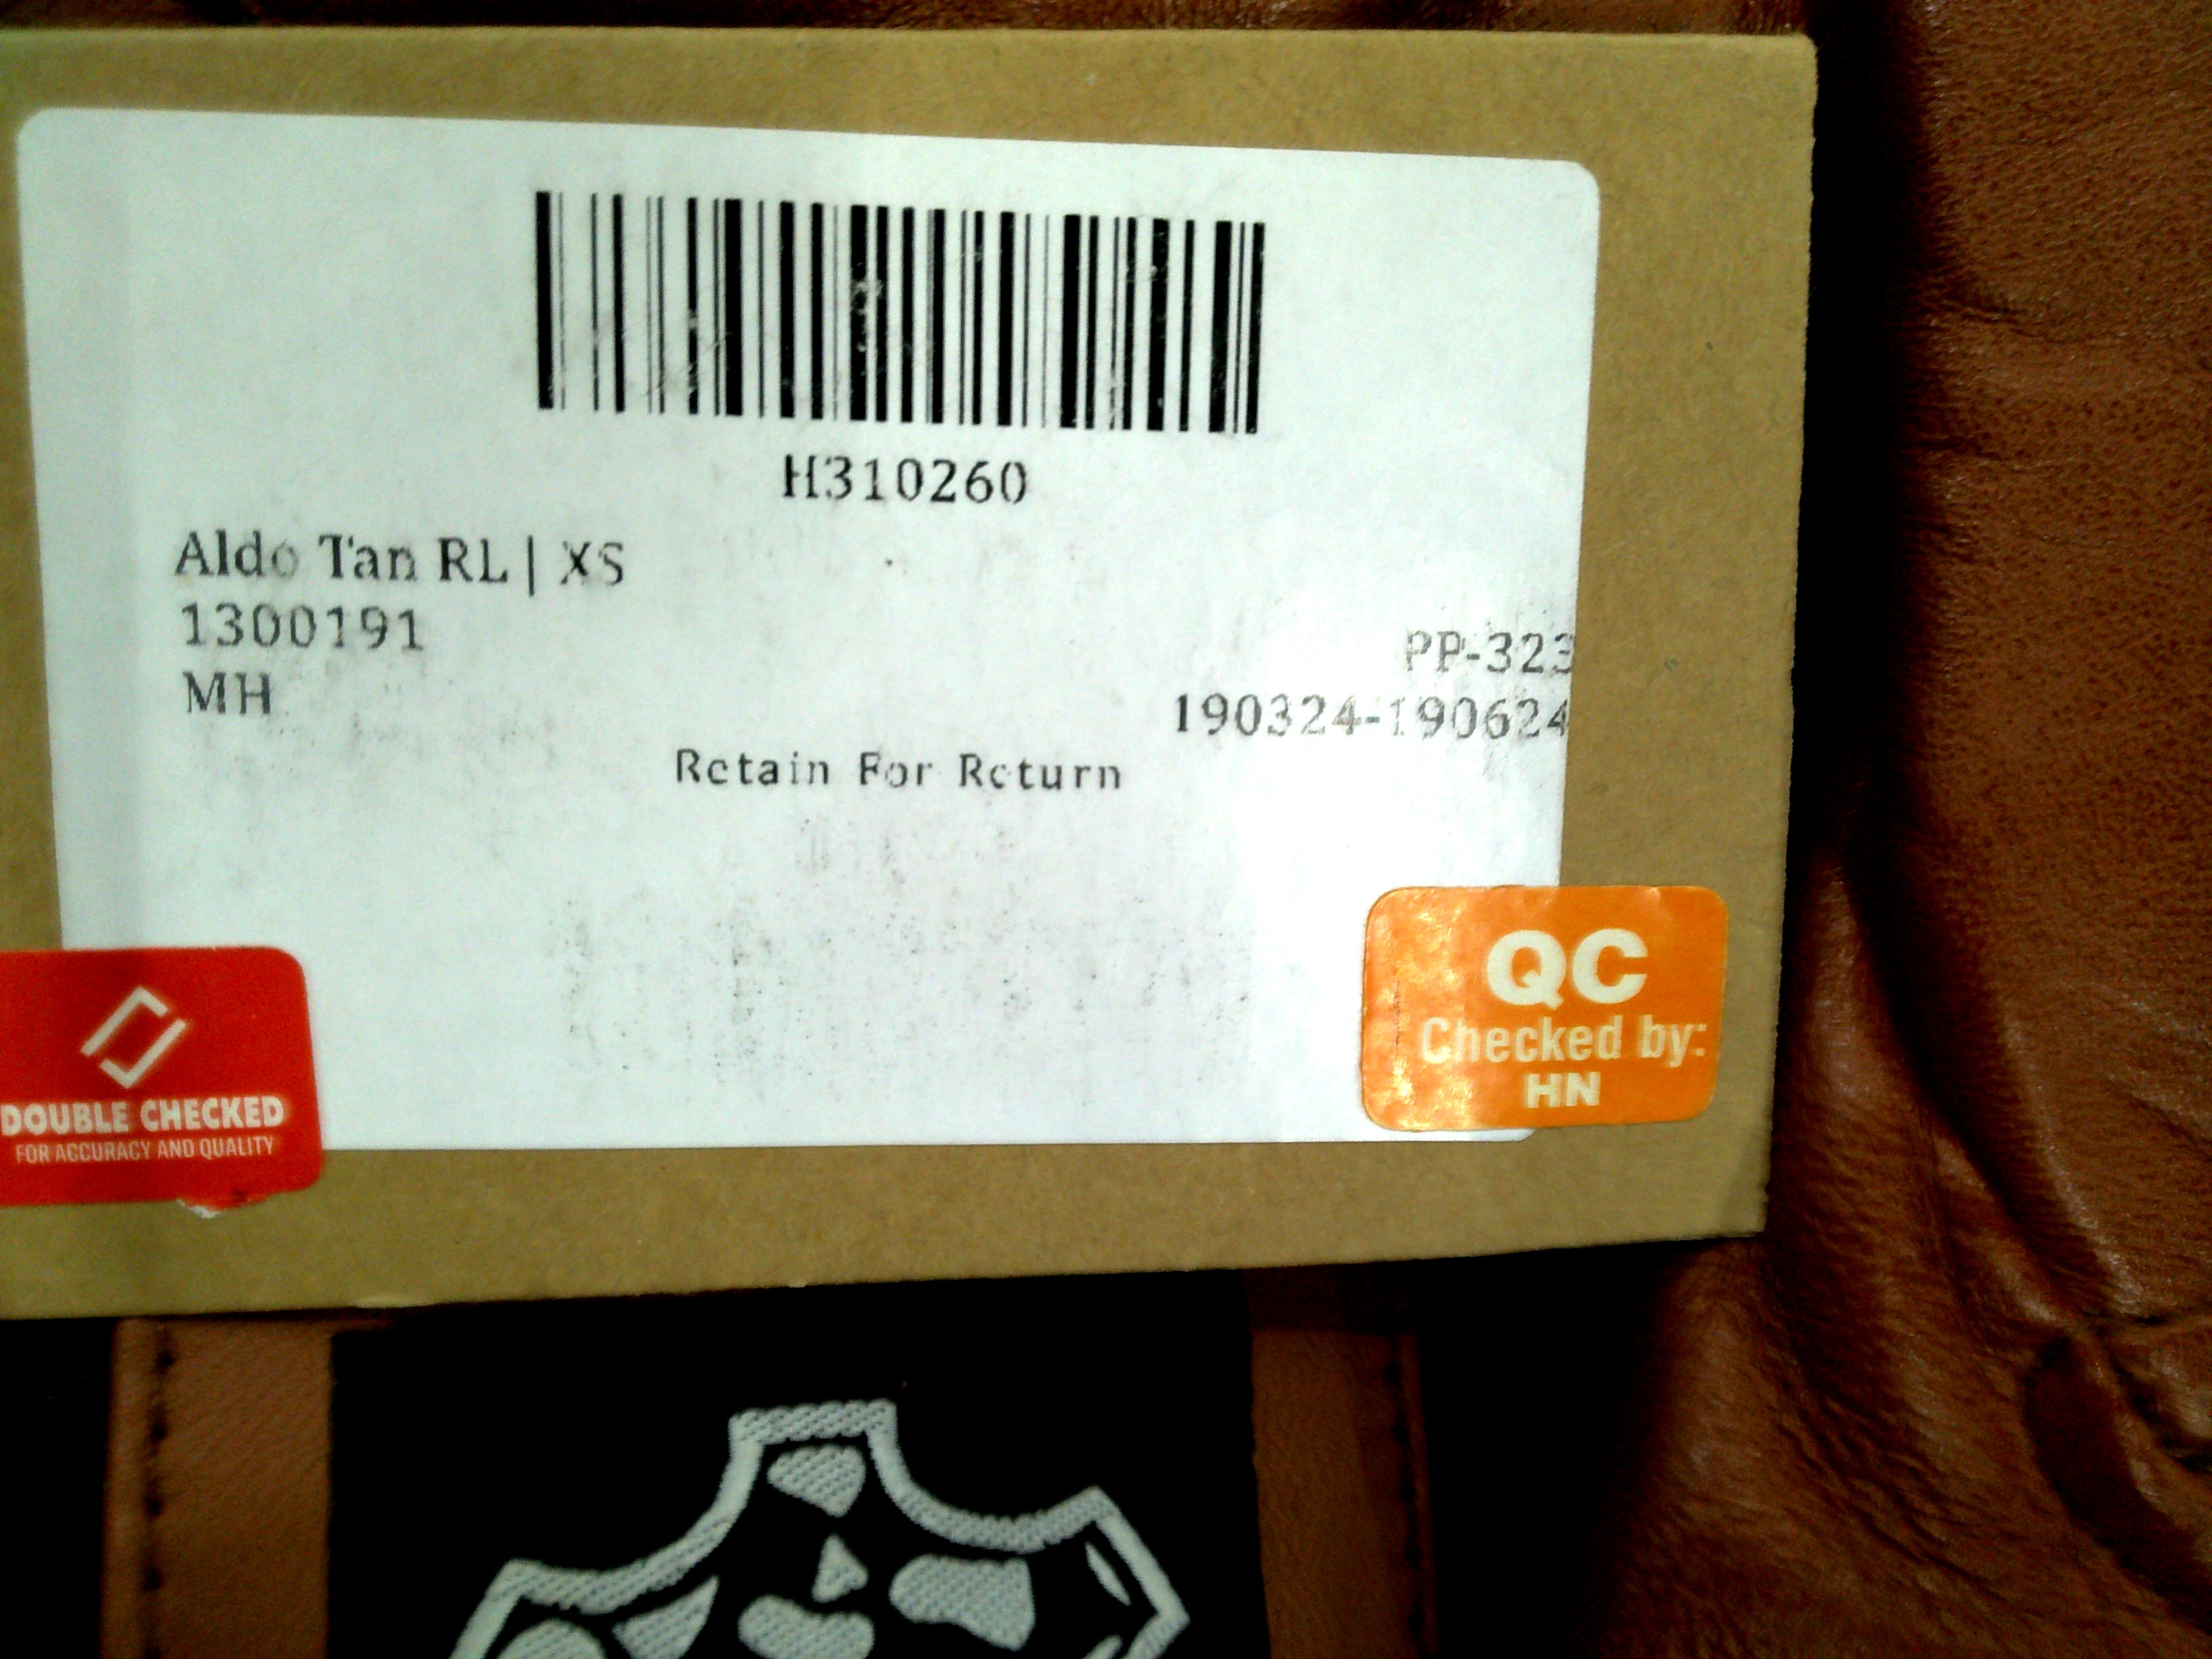 H310260
Aldo Tan RL | XS
1300191
PP-323
MH
190324-190624
Retain For Return
QC
Checked by:
HN
DOUBLE CHECKED
FOR ACCURACY AND QUALITY